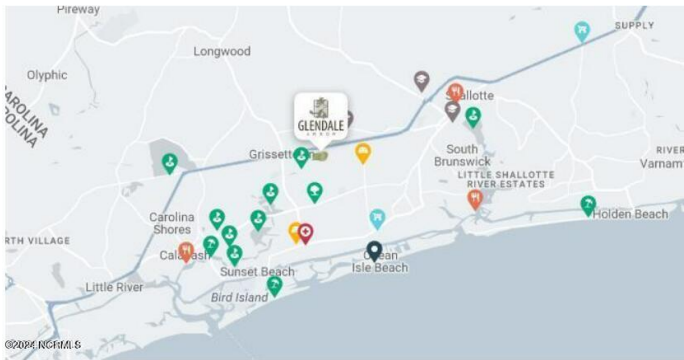 Pireway
SUPPLY
Longwood
Olyphic
CAROLINA
CAROLINA
Shallotte
GLENDALE
ARBOR
Grissettown
South
Brunswick
RIVER
Varnam
LITTLE SHALLOTTE
RIVER ESTATES
Carolina
Shores
Holden Beach
RTH VILLAGE
Calabash
Ocean
Isle Beach
Sunset Beach
Little River
Bird Island
©2024 NCRMLS